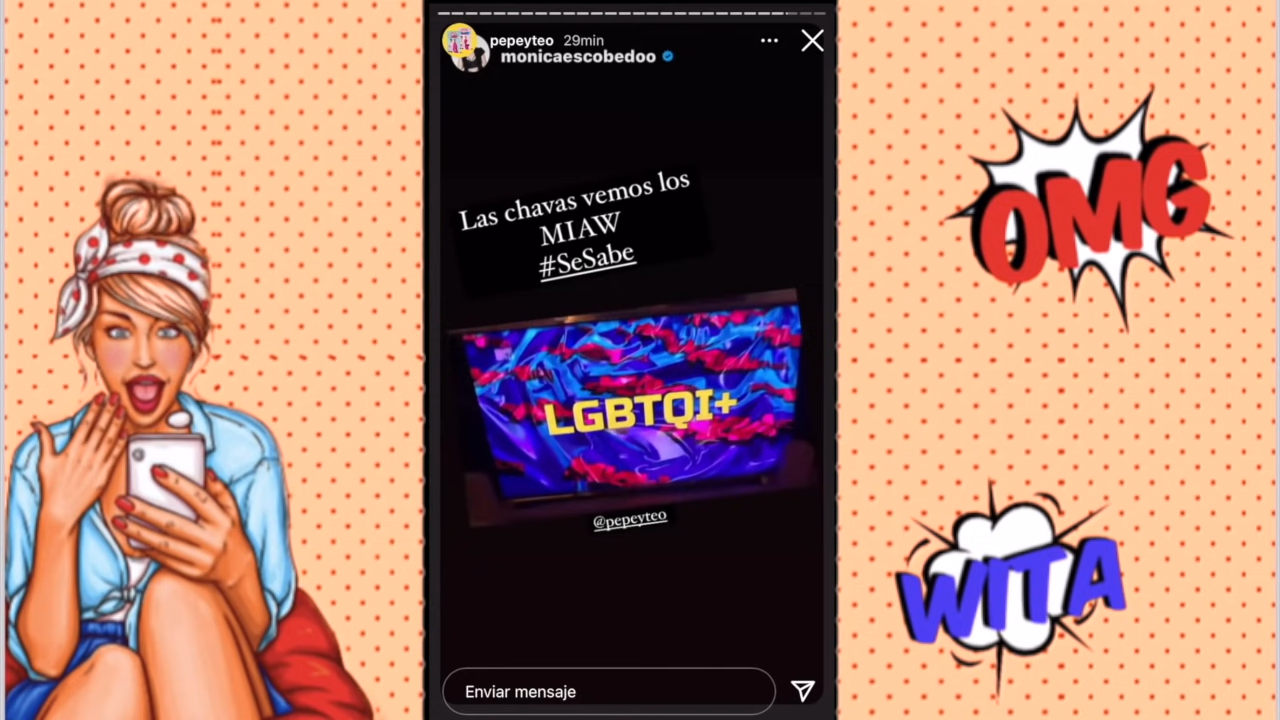 pepeyteo 29min
monicaescobedoo
Las chavas vemos los
MIAW
#SeSabe
LGBTQI+
@pepeyteo
Enviar mensaje
OMG
WITA